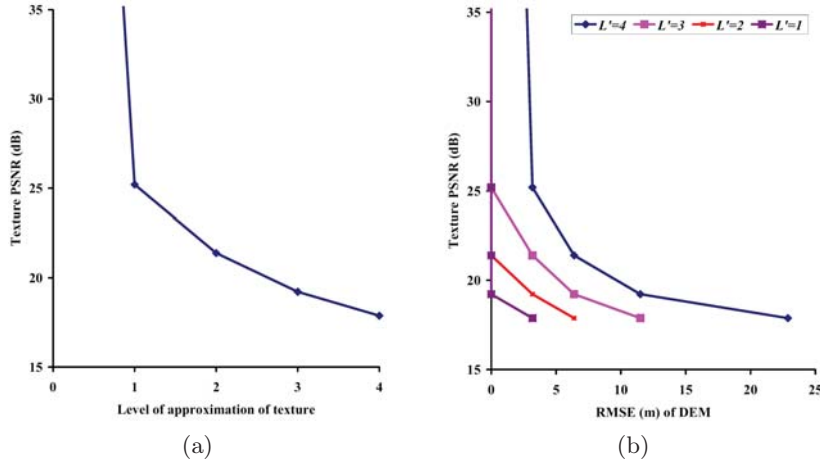 35
30
25
20
15
Texture PSNR (dB)
0 1 2 3 4
Level of approximation of texture
(a)
L'=4 L'=3 L'=2 L'=1
35
30
25
20
15
Texture PSNR (dB)
0 5 10 15 20 25
RMSE (m) of DEM
(b)